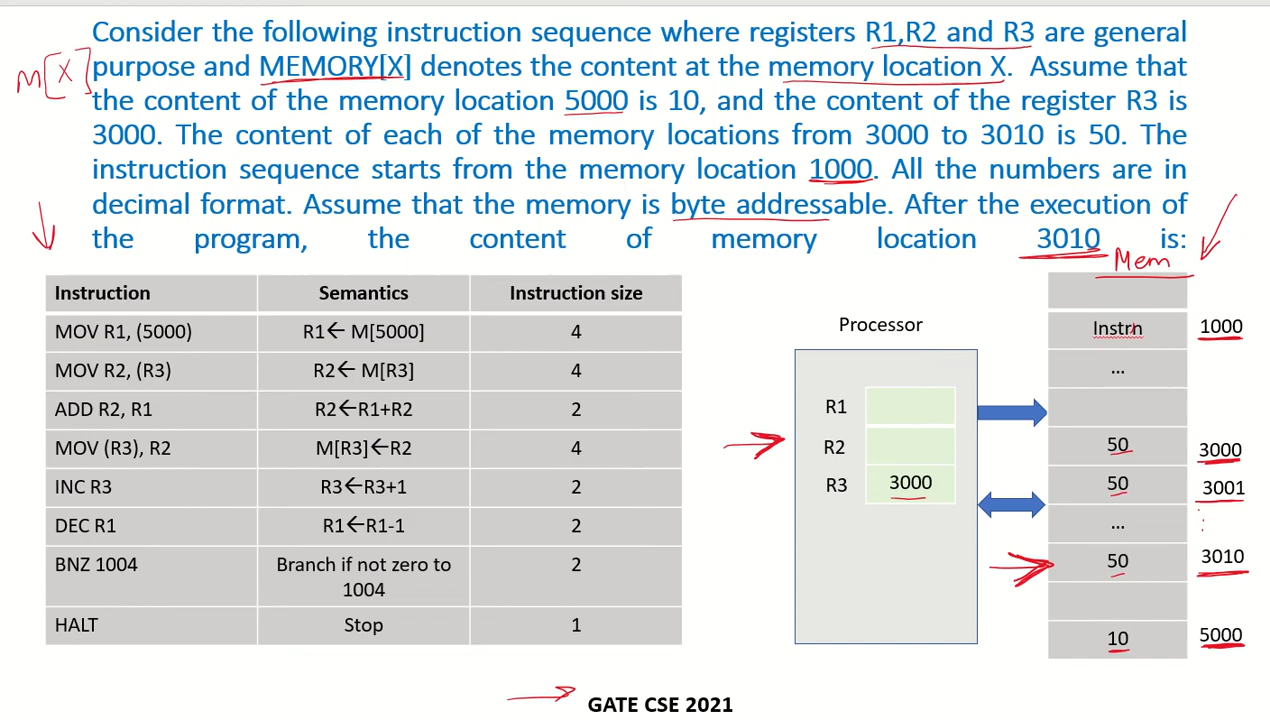 Consider the following instruction sequence where registers R1,R2 and R3 are general
M[X] purpose and MEMORY[X] denotes the content at the memory location X. Assume that
the content of the memory location 5000 is 10, and the content of the register R3 is
3000. The content of each of the memory locations from 3000 to 3010 is 50. The
instruction sequence starts from the memory location 1000. All the numbers are in
decimal format. Assume that the memory is byte addressable. After the execution of
the program, the content of memory location 3010 is:
Instruction Semantics Instruction size
MOV R1, (5000) R1← M[5000] 4
MOV R2, (R3) R2← M[R3] 4
ADD R2, R1 R2←R1+R2 2
MOV (R3), R2 M[R3]←R2 4
INC R3 R3←R3+1 2
DEC R1 R1←R1-1 2
BNZ 1004 Branch if not zero to
1004 2
HALT Stop 1
Processor
R1
R2
R3 3000
Mem
Instrn 1000
...
50 3000
50 3001
...
50 3010
10 5000
GATE CSE 2021